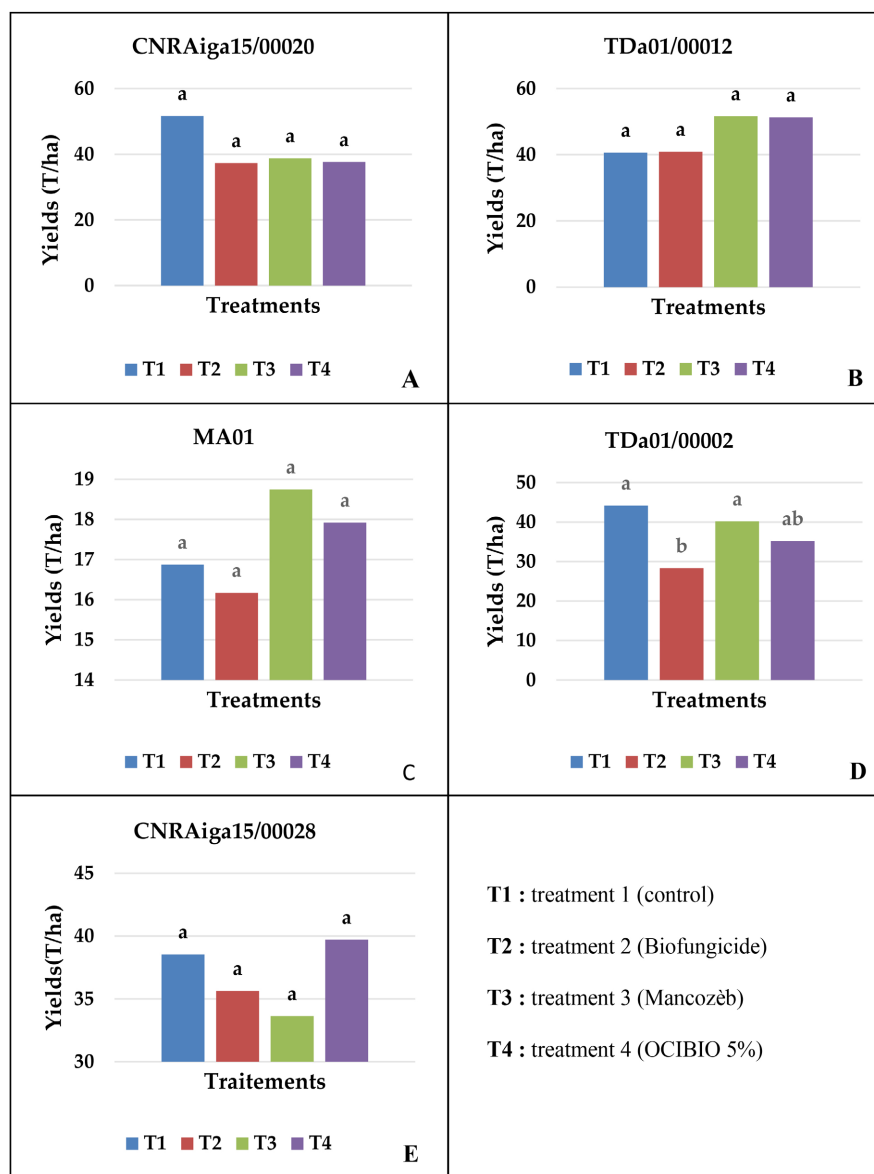 CNRAiga15/00020
a
a
a
a
60
40
20
0
Yields (T/ha)
Treatments
T1 T2 T3 T4
A
TDa01/00012
a
a
a
a
60
40
20
0
Yields (T/ha)
Treatments
T1 T2 T3 T4
B
MA01
a
a
a
a
19
18
17
16
15
14
Yields (T/ha)
Treatments
T1 T2 T3 T4
C
TDa01/00002
a
b
a
ab
50
40
30
20
10
0
Yields (T/ha)
Treatments
T1 T2 T3 T4
D
CNRAiga15/00028
a
a
a
a
45
40
35
30
Yields(T/ha)
Traitements
T1 T2 T3 T4
E
T1 : treatment 1 (control)
T2 : treatment 2 (Biofungicide)
T3 : treatment 3 (Mancozèb)
T4 : treatment 4 (OCIBIO 5%)